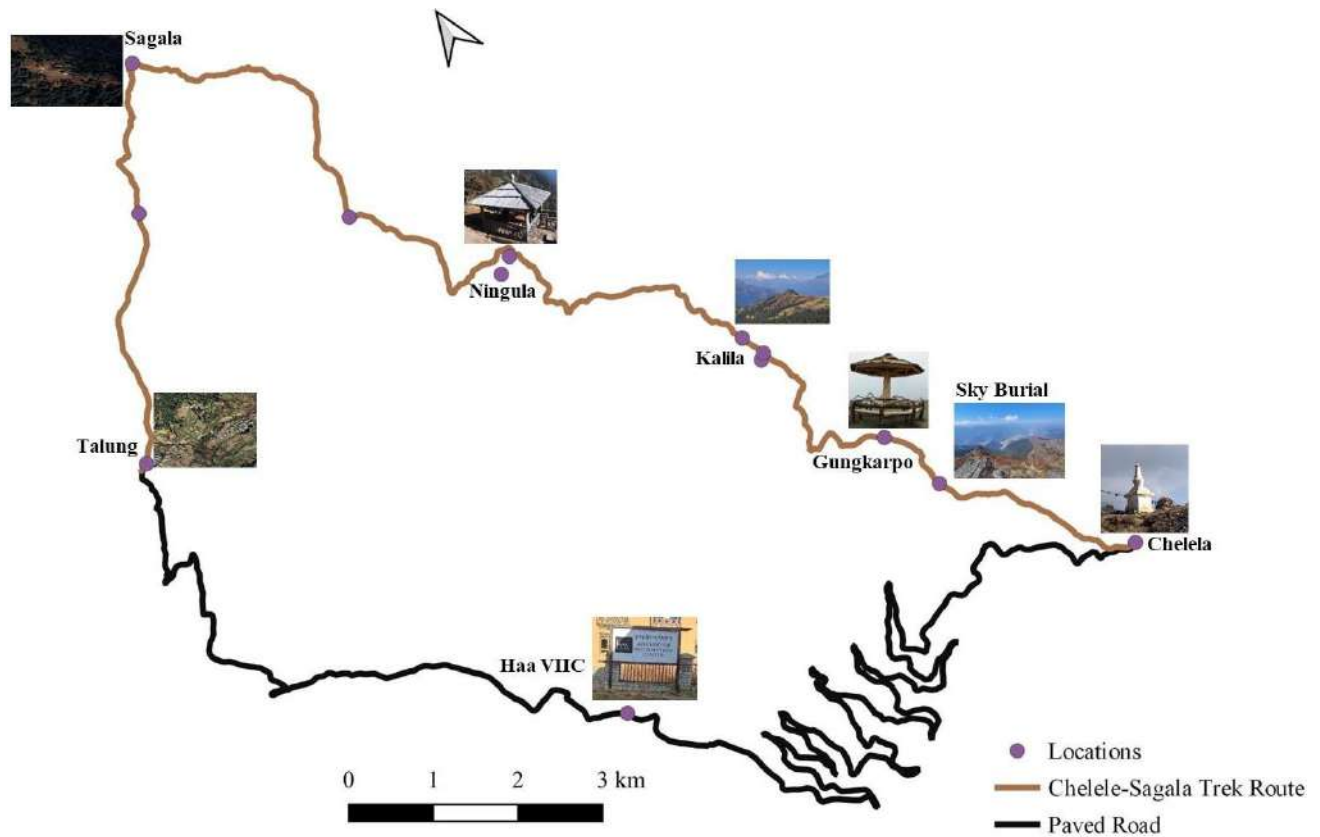 Sagala
Ningula
Kalila
Sky Burial
Talung
Gungkarpo
Chelela
Haa VIIC
Locations
0 1 2 3 km
Chelele-Sagala Trek Route
Paved Road